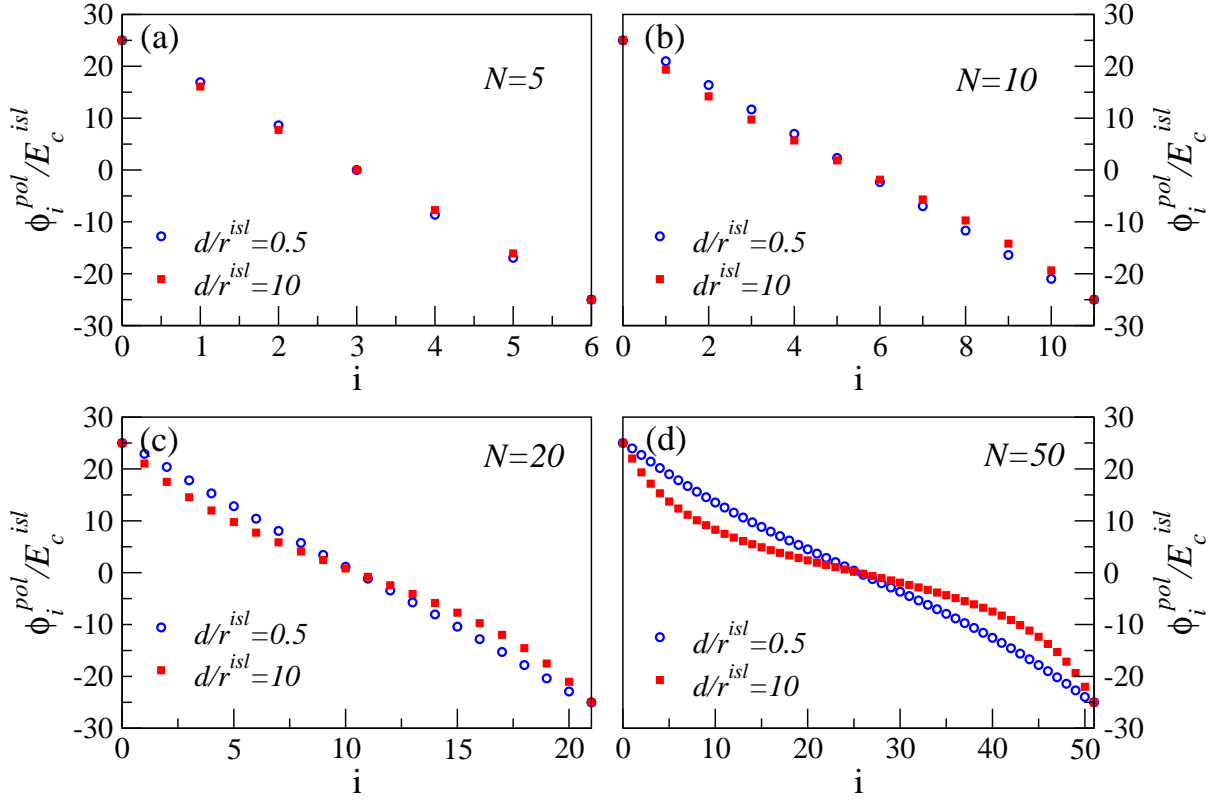 30
20
10
0
-10
-20
-30
ϕ_i^pol/E_c^isl
(a)
N=5
d/r^isl=0.5
d/r^isl=10
0 1 2 3 4 5 6
i
(b)
N=10
d/r^isl=0.5
dr^isl=10
0 2 4 6 8 10
i
30
20
10
0
-10
-20
-30
ϕ_i^pol/E_c^isl
30
20
10
0
-10
-20
-30
ϕ_i^pol/E_c^isl
(c)
N=20
d/r^isl=0.5
d/r^isl=10
0 5 10 15 20
i
(d)
N=50
d/r^isl=0.5
d/r^isl=10
0 10 20 30 40 50
i
30
20
10
0
-10
-20
-30
ϕ_i^pol/E_c^isl